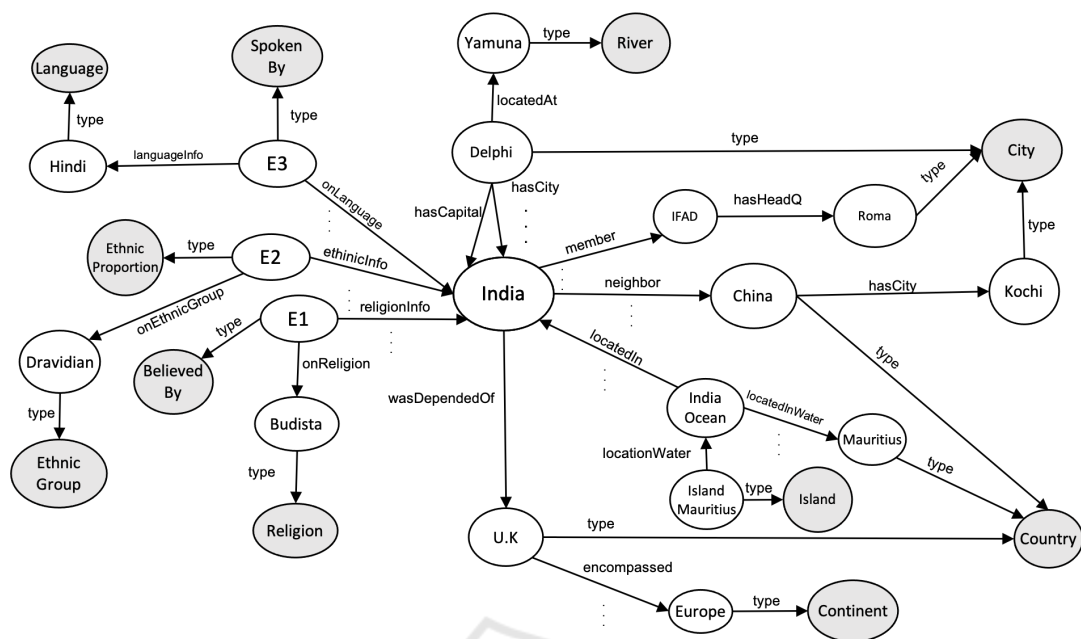 Yamuna
type
River
Language
Spoken
By
type
type
locatedAt
Hindi
languageInfo
E3
Delphi
type
City
onLanguage
hasCapital
hasCity
IFAD
hasHeadQ
Roma
type
type
Ethnic
Proportion
type
E2
ethinicInfo
member
India
neighbor
China
hasCity
Kochi
onEthnicGroup
type
E1
religionInfo
Dravidian
Believed
By
onReligion
locatedIn
type
type
Budista
wasDependedOf
India
Ocean
locatedInWater
Mauritius
type
Ethnic
Group
type
locationWater
Island
Mauritius
type
Island
Religion
U.K
type
Country
encompassed
Europe
type
Continent